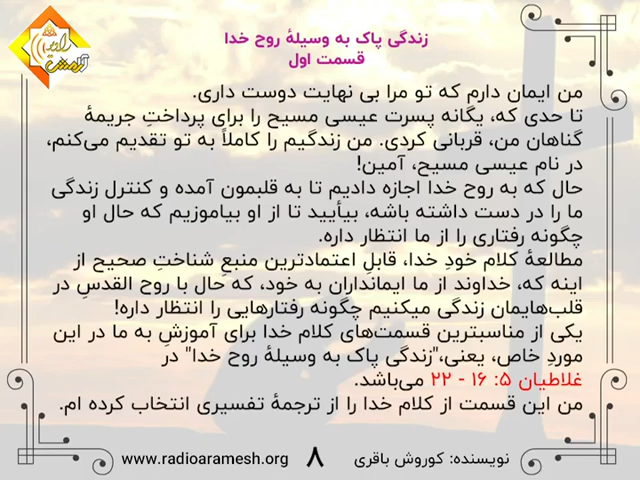 راز
آرامش
زندگی پاک به وسیلۀ روح خدا
قسمت اول
من ایمان دارم که تو مرا بی نهایت دوست داری.
تا حدی که، یگانه پسرت عیسی مسیح را برای پرداختِ جریمۀ
گناهان من، قربانی کردی. من زندگیم را کاملاً به تو تقدیم می‌کنم،
در نام عیسی مسیح، آمین!
حال که به روح خدا اجازه دادیم تا به قلبمون آمده و کنترل زندگی
ما را در دست داشته باشه، بیأیید تا از او بیاموزیم که حال او
چگونه رفتاری را از ما انتظار داره.
مطالعۀ کلام خودِ خدا، قابلِ اعتمادترین منبعِ شناختِ صحیح از
اینه که، خداوند از ما ایمانداران به خود، که حال با روح القدسِ در
قلب‌هایمان زندگی میکنیم چگونه رفتارهایی را انتظار داره!
یکی از مناسبترین قسمت‌های کلام خدا برای آموزشِ به ما در این
موردِ خاص، یعنی،"زندگی پاک به وسیلۀ روح خدا" در
غلاطیان ۵: ۱۶ - ۲۲ می‌باشد.
من این قسمت از کلام خدا را از ترجمۀ تفسیری انتخاب کرده ام.
نویسنده: کوروش باقری ۸ www.radioaramesh.org